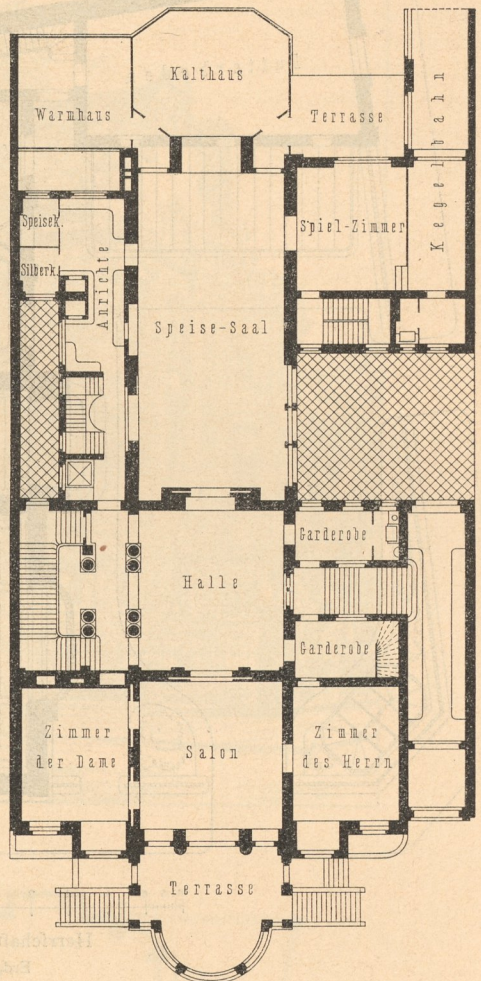 Kalthaus
Warmhaus
Terrasse
Kegelbahn
Speisek.
Spiel-Zimmer
Silberk.
Anrichte
Speise-Saal
Garderobe
Halle
Garderobe
Zimmer
der Dame
Salon
Zimmer
des Herrn
Terrasse